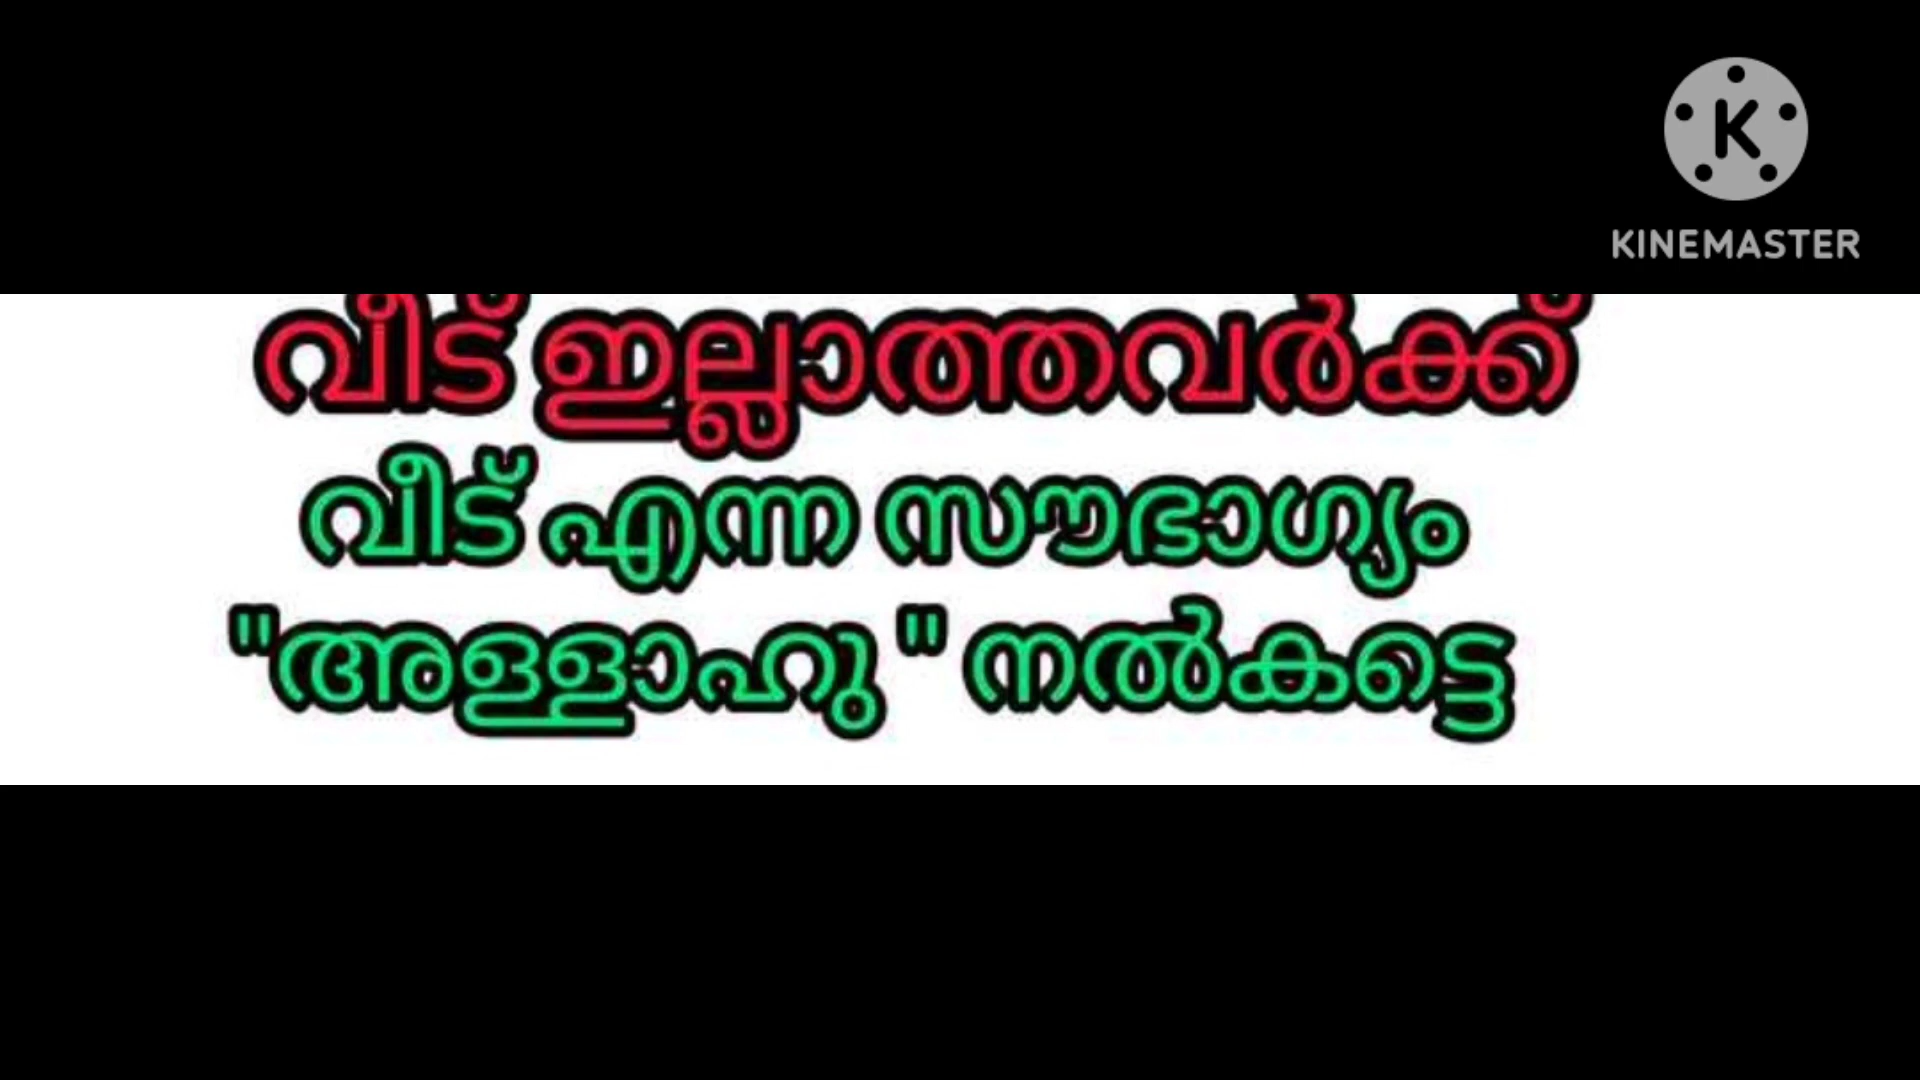 KINEMASTER
വീട് ഇല്ലാത്തവർക്ക്
വീട് എന്ന സൗഭാഗ്യം
"അള്ളാഹു " നൽകട്ടെ